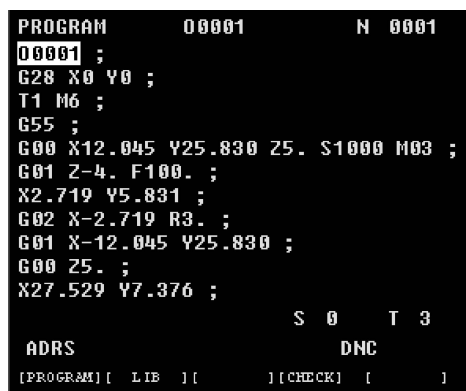 PROGRAM O0001 N 0001
O0001 ;
G28 X0 Y0 ;
T1 M6 ;
G55 ;
G00 X12.045 Y25.830 Z5. S1000 M03 ;
G01 Z-4. F100. ;
X2.719 Y5.831 ;
G02 X-2.719 R3. ;
G01 X-12.045 Y25.830 ;
G00 Z5. ;
X27.529 Y7.376 ;
S 0 T 3
ADRS DNC
[PROGRAM][ LIB ][ ][CHECK] [ ]